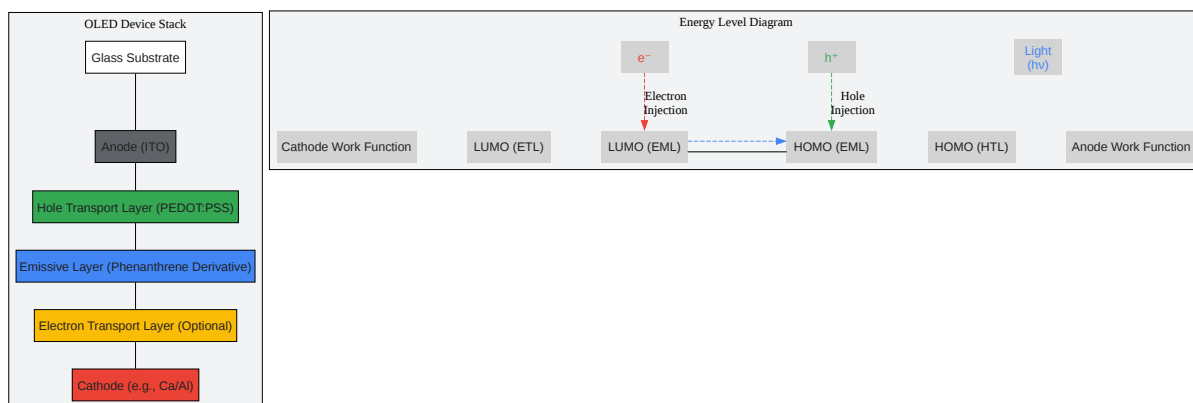 OLED Device Stack
Glass Substrate
Anode (ITO)
Hole Transport Layer (PEDOT:PSS)
Emissive Layer (Phenanthrene Derivative)
Electron Transport Layer (Optional)
Cathode (e.g., Ca/Al)
Energy Level Diagram
e⁻
h⁺
Light
(hν)
Electron
Injection
Hole
Injection
Cathode Work Function
LUMO (ETL)
LUMO (EML)
HOMO (EML)
HOMO (HTL)
Anode Work Function